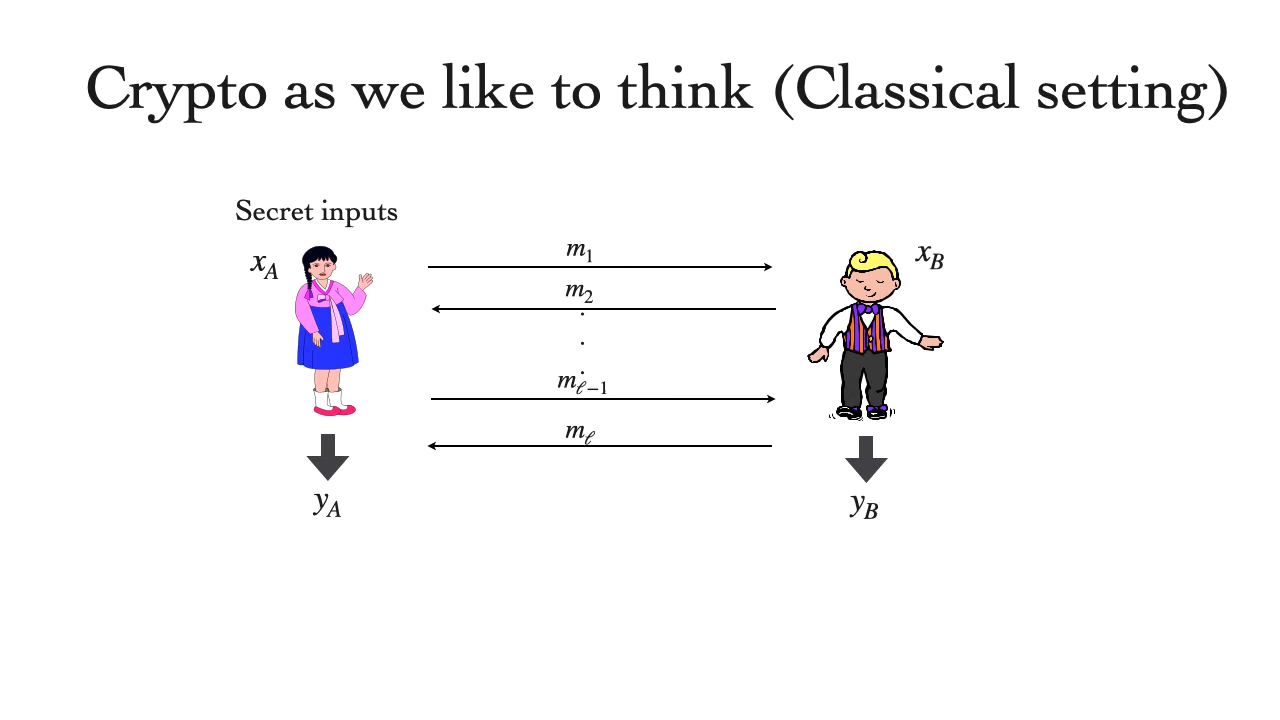 Crypto as we like to think (Classical setting)
Secret inputs
x_A
x_B
m_1
m_2
.
.
.
m_{ℓ−1}
m_ℓ
y_A
y_B